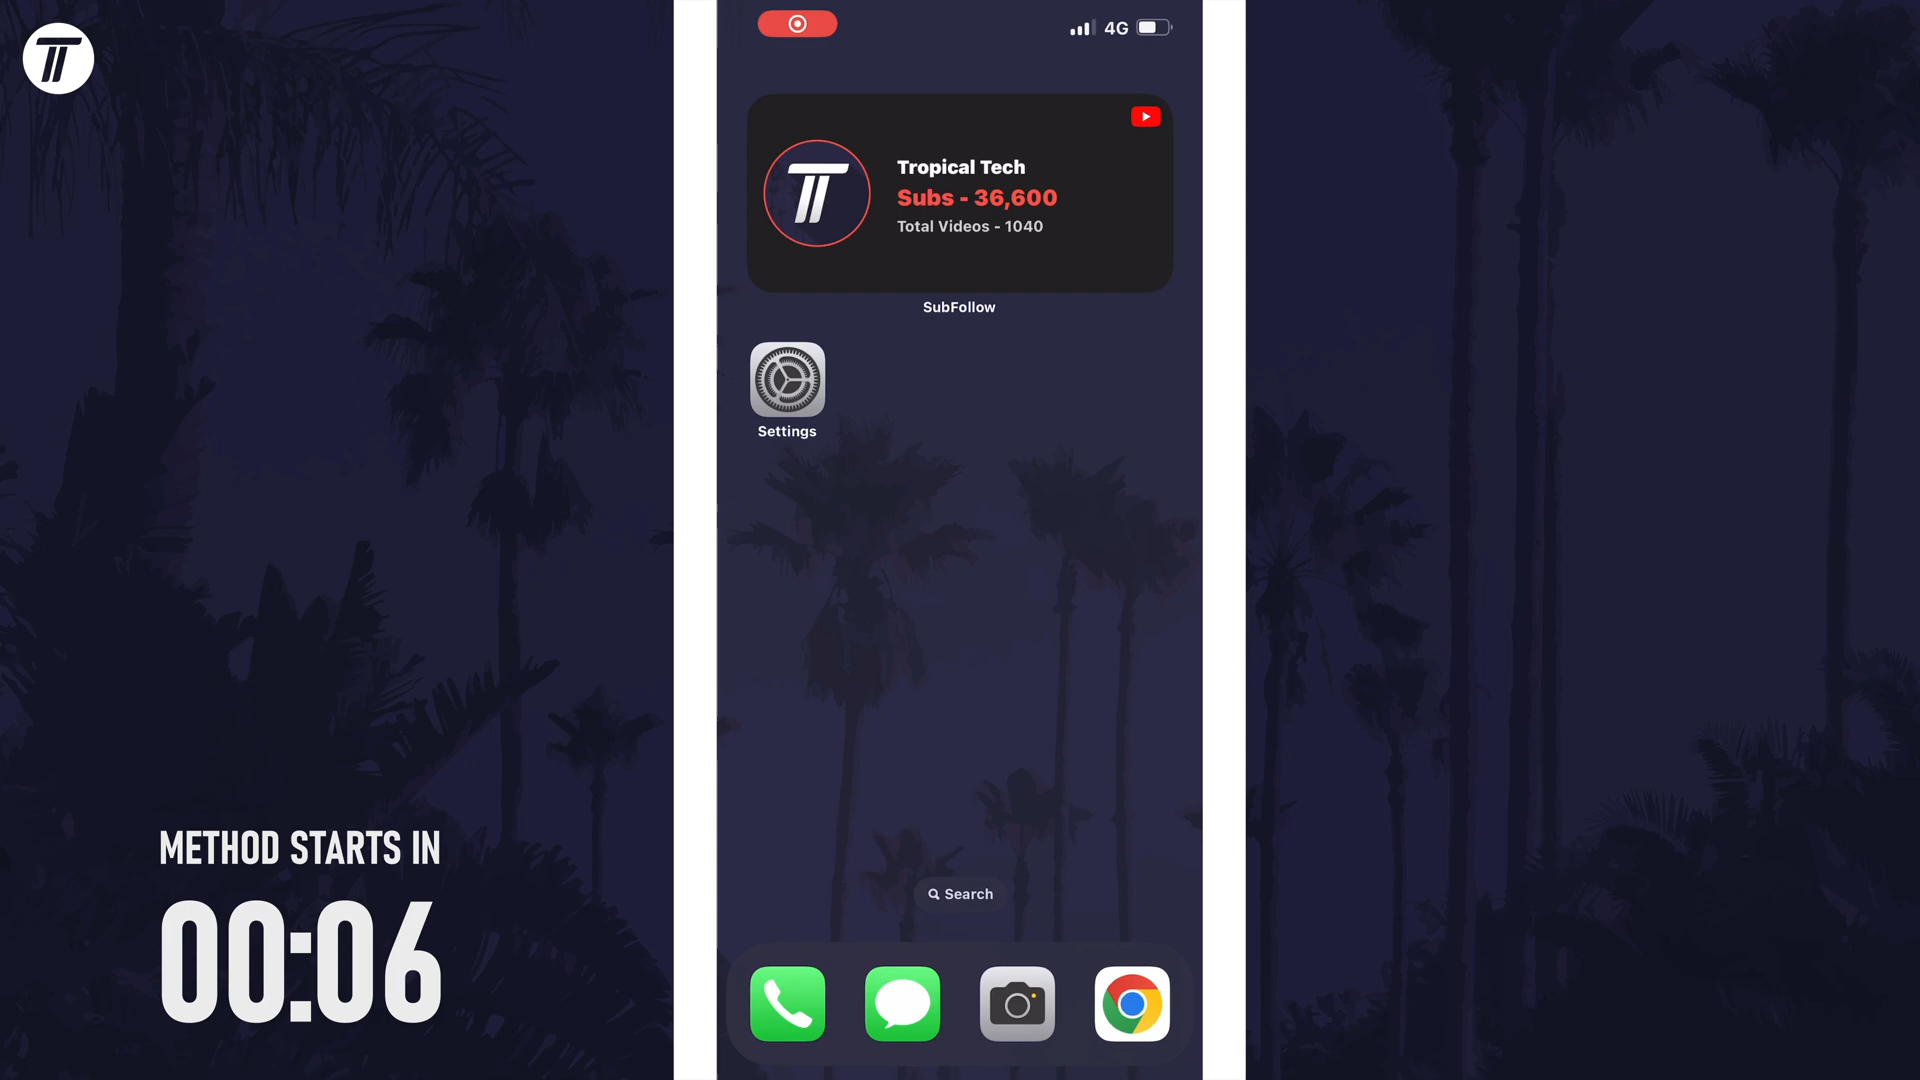 4G
Tropical Tech
Subs - 36,600
Total Videos - 1040
SubFollow
Settings
Search
METHOD STARTS IN
00:06